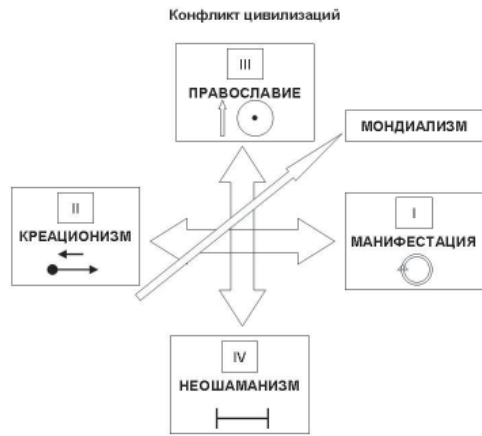 Конфликт цивилизаций
III
ПРАВОСЛАВИЕ
МОНДИАЛИЗМ
II
КРЕАЦИОНИЗМ
I
МАНИФЕСТАЦИЯ
IV
НЕОШАМАНИЗМ